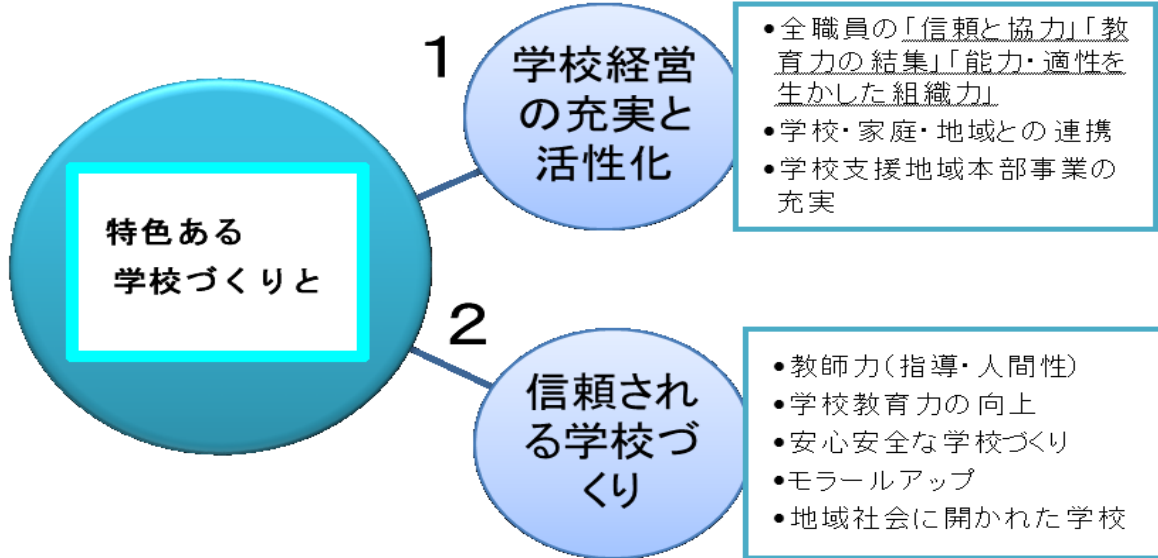 特色ある
学校づくりと
1
学校経営
の充実と
活性化
•全職員の「信頼と協力」「教
育力の結集」「能力・適性を
生かした組織力」
•学校・家庭・地域との連携
•学校支援地域本部事業の
充実
2
信頼され
る学校づ
くり
•教師力(指導・人間性)
•学校教育力の向上
•安心安全な学校づくり
•モラールアップ
•地域社会に開かれた学校